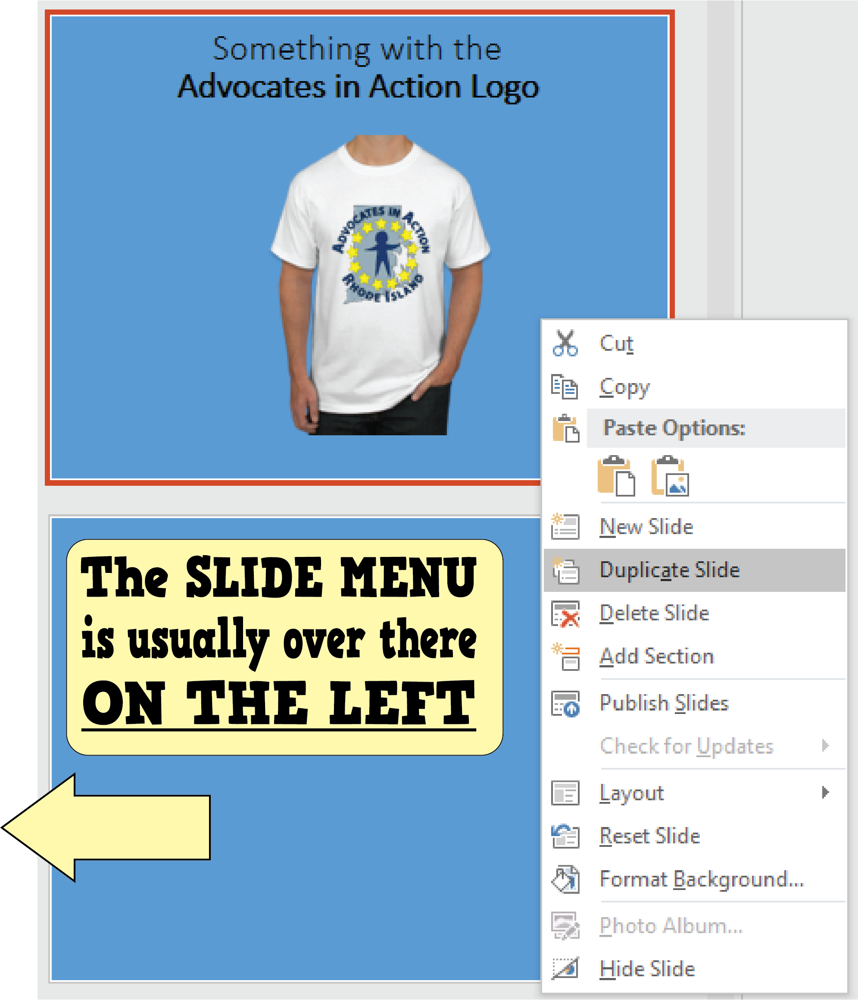 Something with the
Advocates in Action Logo
ADVOCATES IN ACTION
RHODE ISLAND
The SLIDE MENU
is usually over there
ON THE LEFT
Cut
Copy
Paste Options:
New Slide
Duplicate Slide
Delete Slide
Add Section
Publish Slides
Check for Updates
Layout
Reset Slide
Format Background...
Photo Album...
Hide Slide